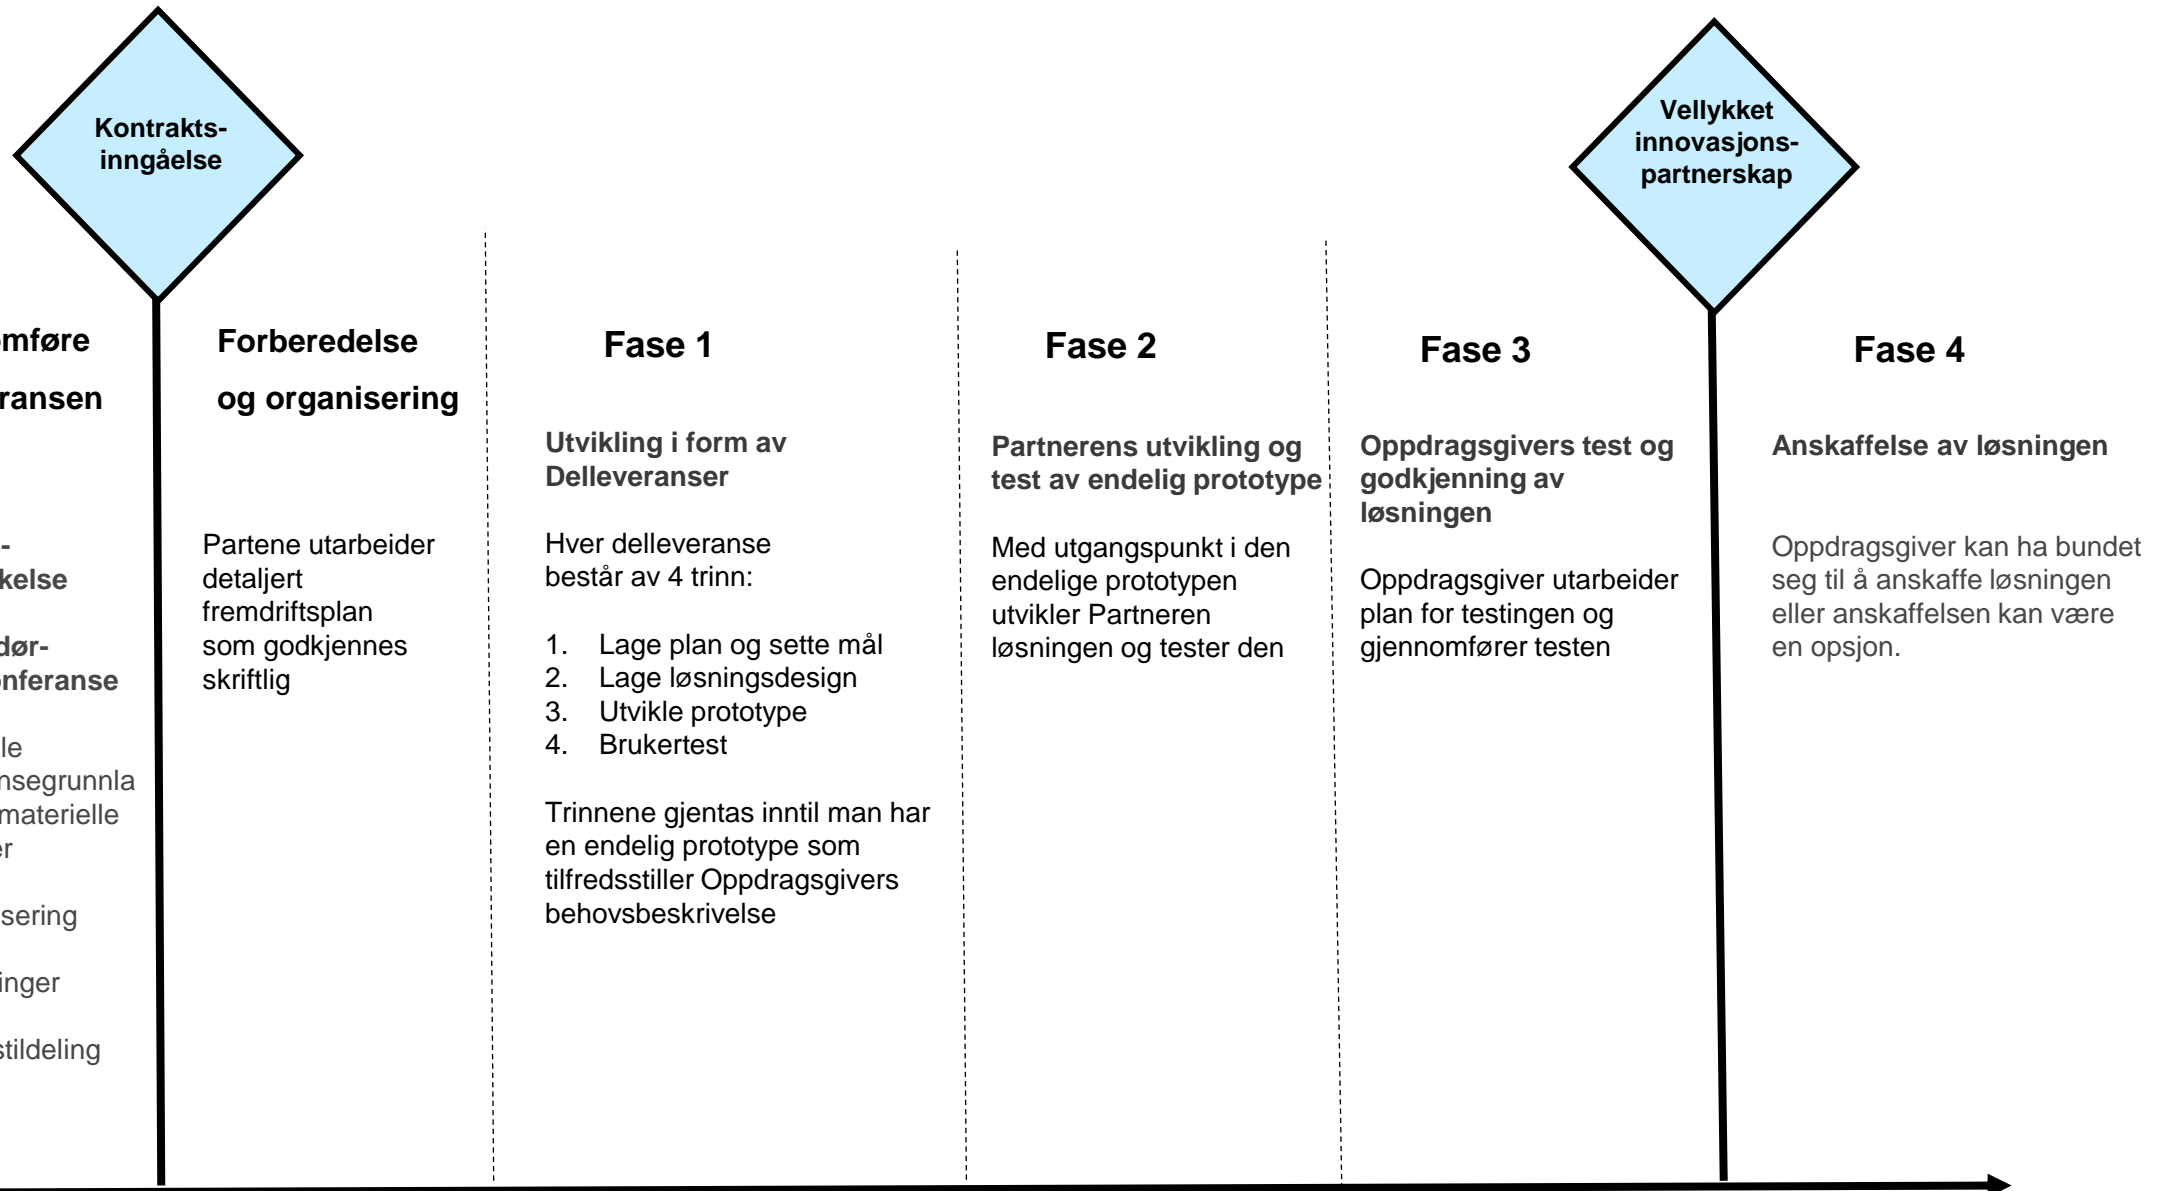 Kontrakts-
inngåelse
Vellykket
innovasjons-
partnerskap
mføre
ransen
-
kelse
dør-
onferanse
le
nsegrunnla
materielle
er
sering
inger
stildeling
Forberedelse
og organisering
Partene utarbeider
detaljert
fremdriftsplan
som godkjennes
skriftlig
Fase 1
Utvikling i form av
Delleveranser
Hver delleveranse
består av 4 trinn:
1. Lage plan og sette mål
2. Lage løsningsdesign
3. Utvikle prototype
4. Brukertest
Trinnene gjentas inntil man har
en endelig prototype som
tilfredsstiller Oppdragsgivers
behovsbeskrivelse
Fase 2
Partnerens utvikling og
test av endelig prototype
Med utgangspunkt i den
endelige prototypen
utvikler Partneren
løsningen og tester den
Fase 3
Oppdragsgivers test og
godkjenning av
løsningen
Oppdragsgiver utarbeider
plan for testingen og
gjennomfører testen
Fase 4
Anskaffelse av løsningen
Oppdragsgiver kan ha bundet
seg til å anskaffe løsningen
eller anskaffelsen kan være
en opsjon.